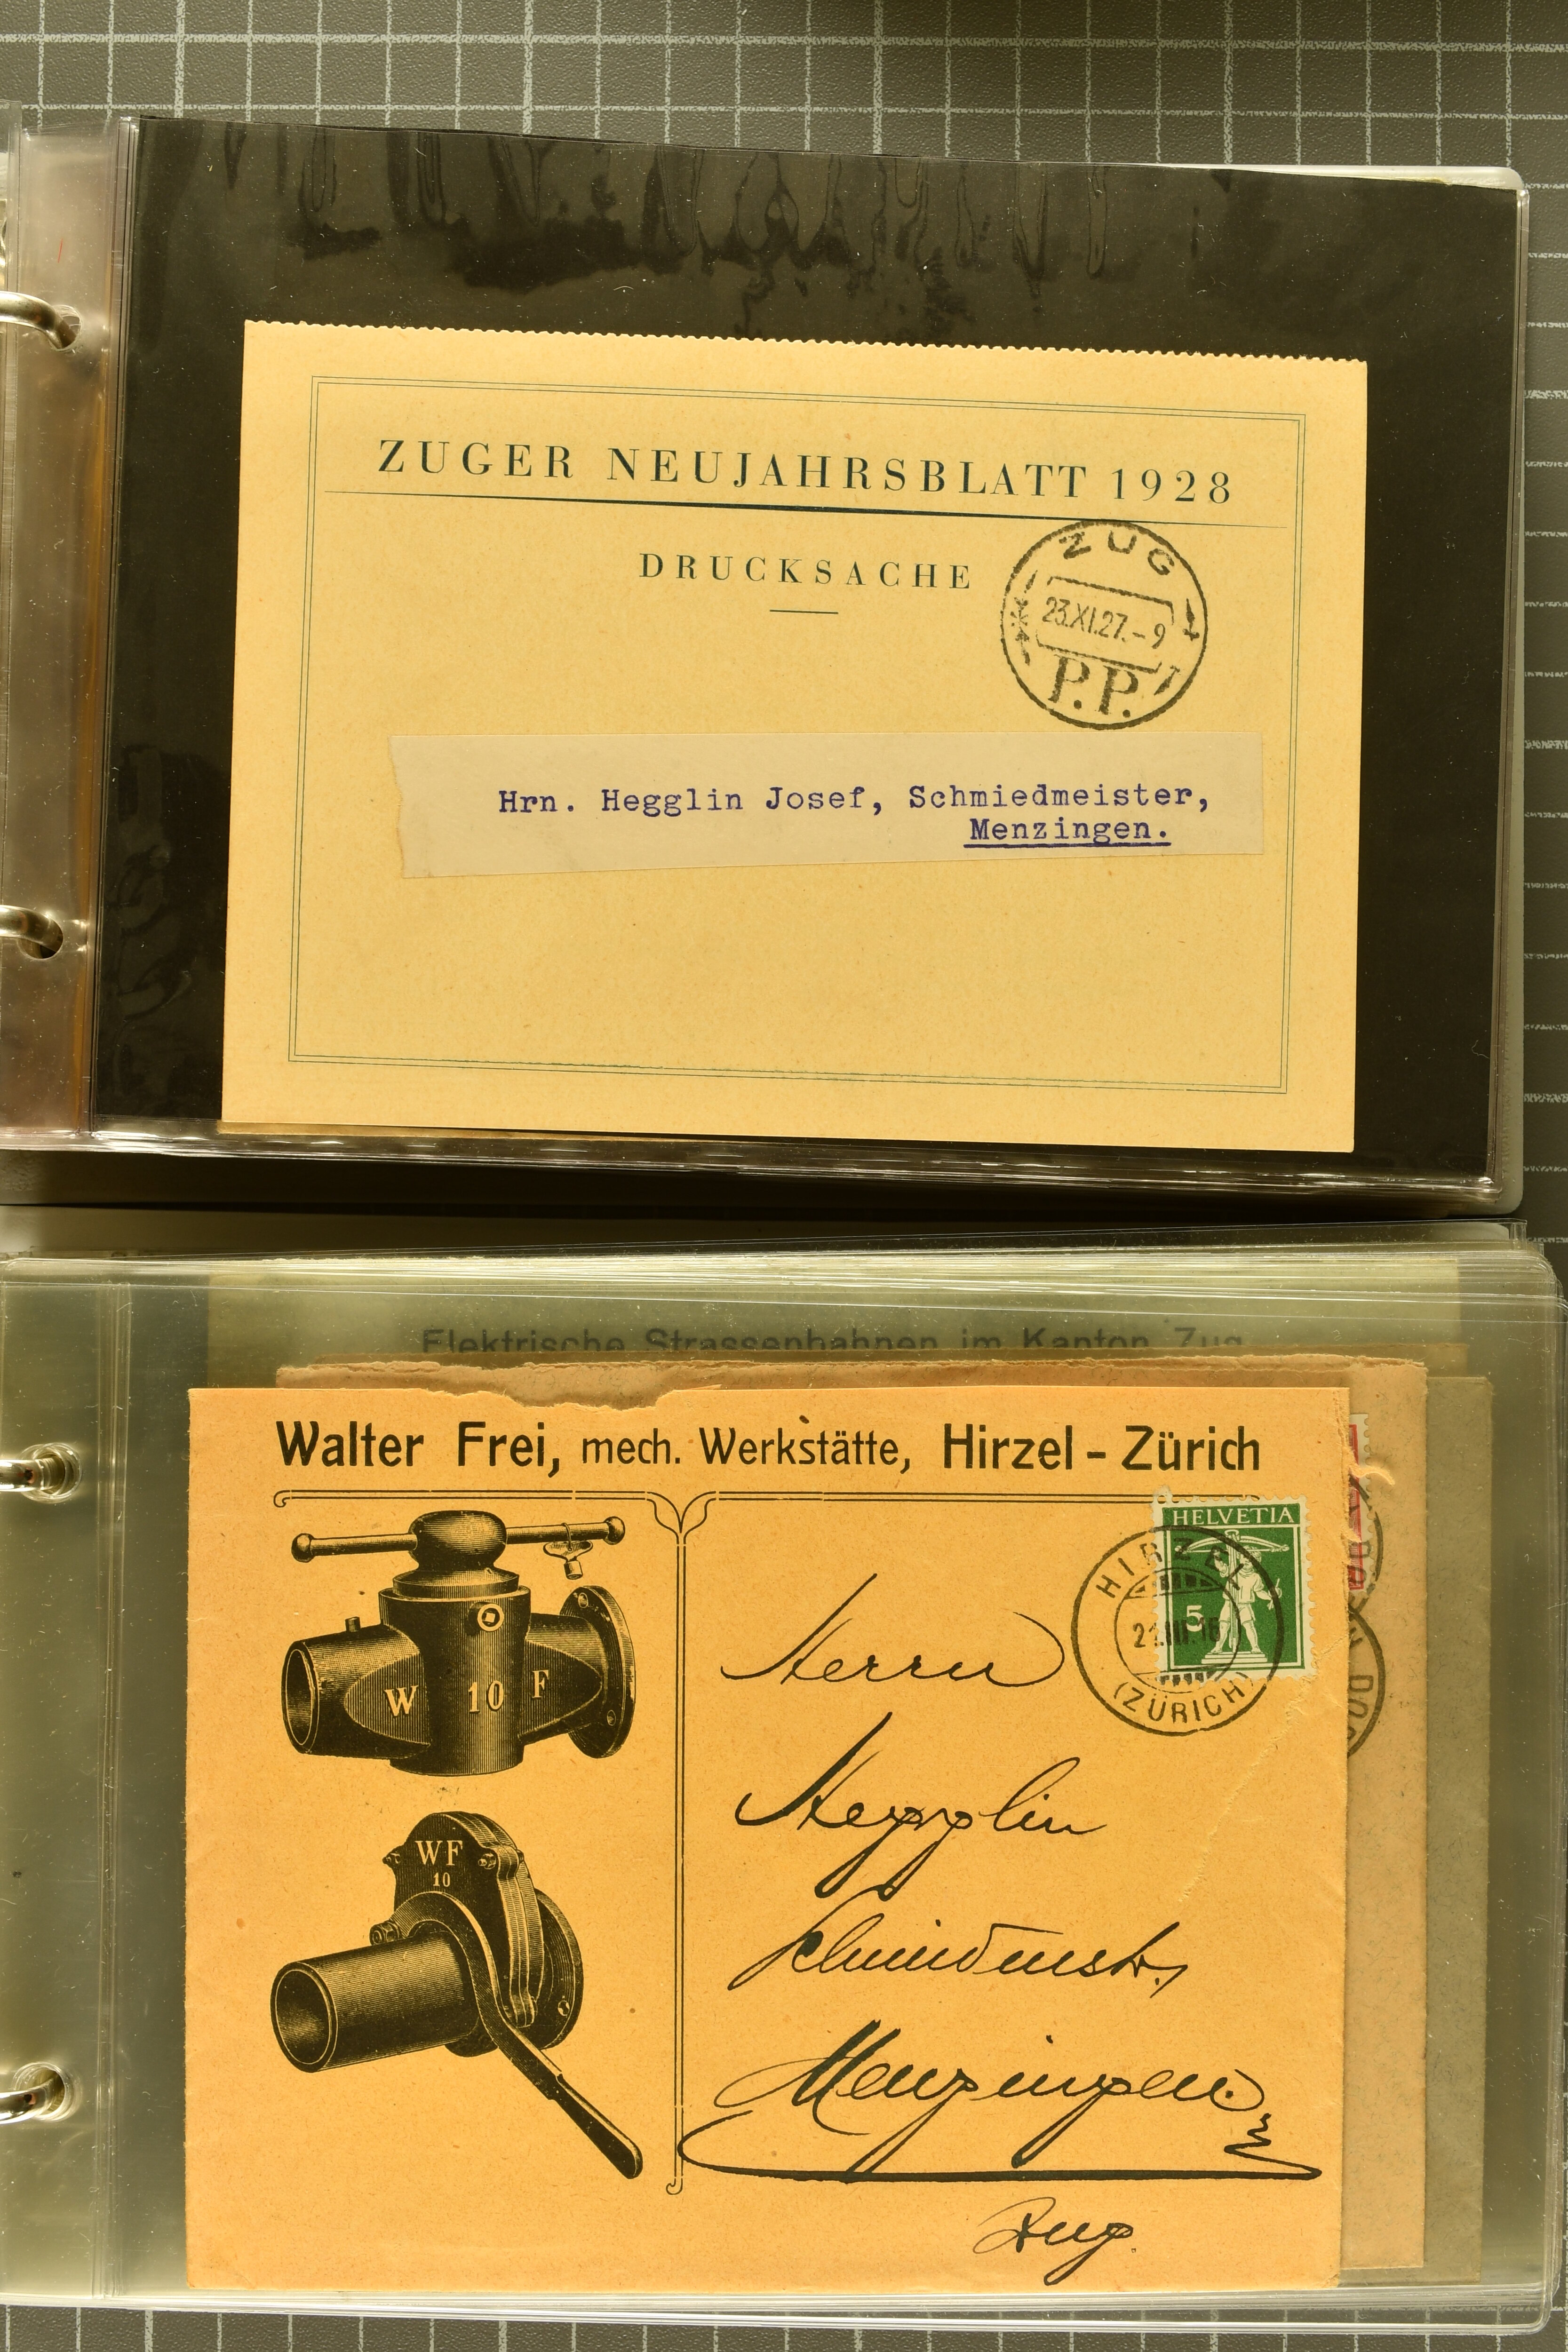 ZUGER NEUJAHRSBLATT 1928
DRUCKSACHE
ZUG
23.XI.27.-9
P.P.
Hrn. Hegglin Josef, Schmiedmeister,
Menzingen.
Elektrische Strassenbahnen im Kanton Zug
Walter Frei, mech. Werkstätte, Hirzel-Zürich
HELVETIA
5
HIRZEL
(ZÜRICH)
W 10 F
WF
10
Herrn
Hegglin
Schmiedmstr.,
Menzingen.
Zug.